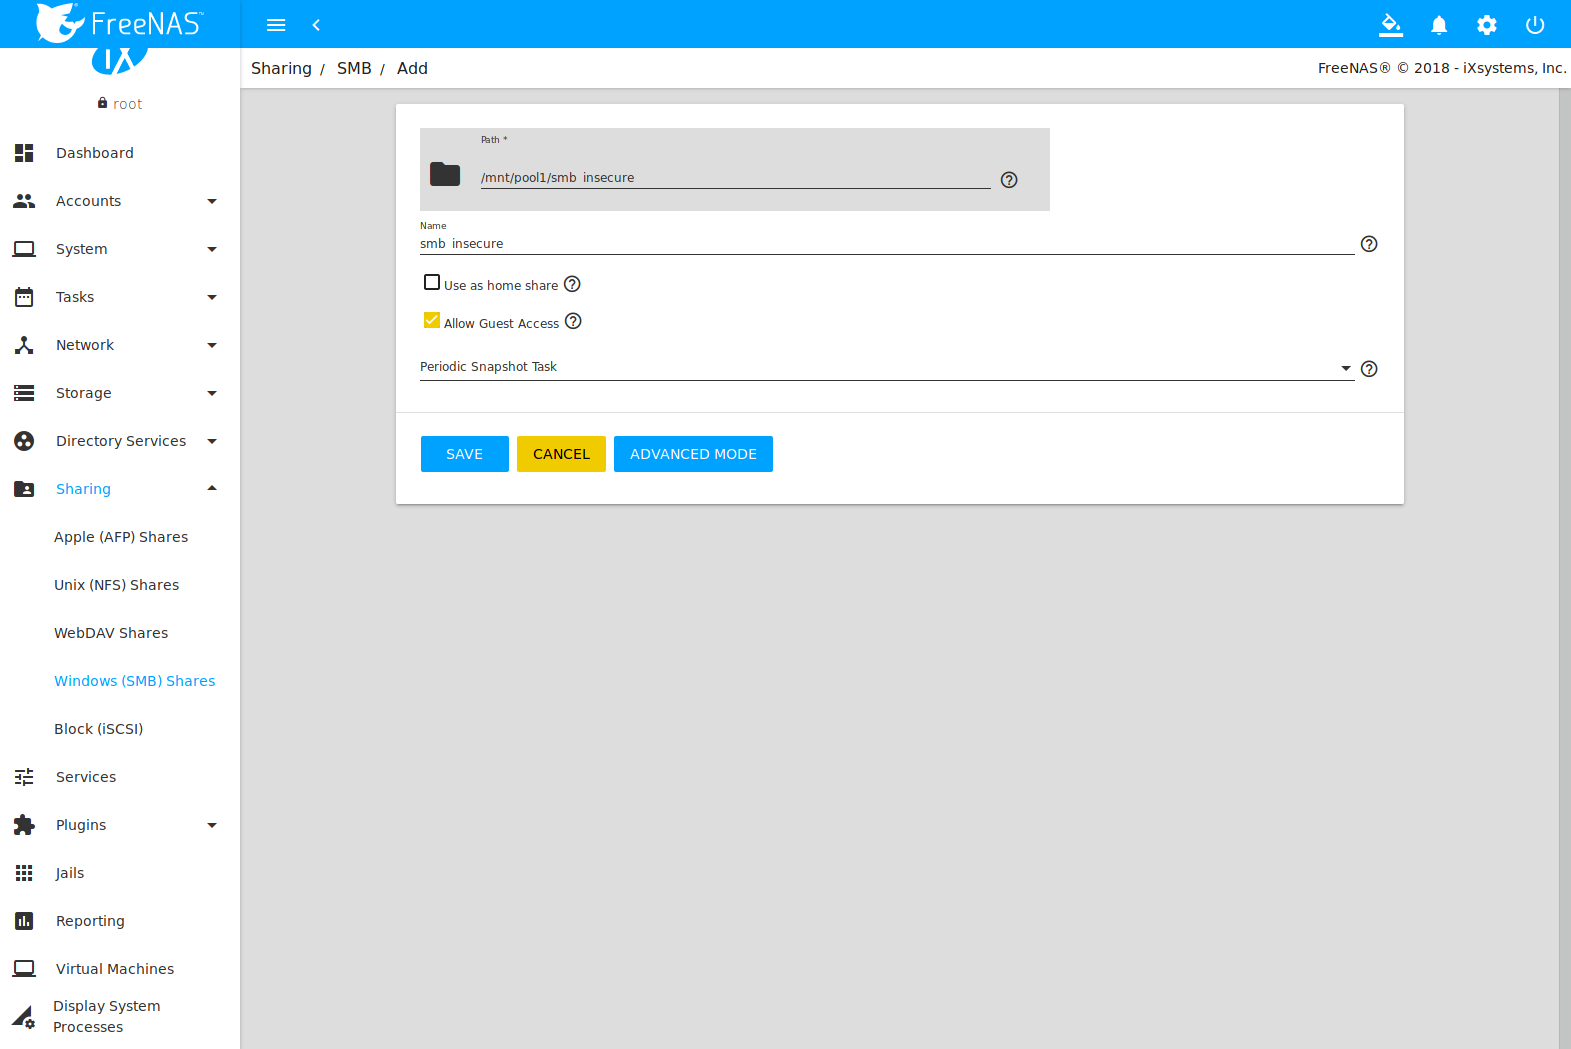 FreeNAS™
iX
root
Dashboard
Accounts
System
Tasks
Network
Storage
Directory Services
Sharing
Apple (AFP) Shares
Unix (NFS) Shares
WebDAV Shares
Windows (SMB) Shares
Block (iSCSI)
Services
Plugins
Jails
Reporting
Virtual Machines
Display System
Processes
Sharing / SMB / Add
FreeNAS® © 2018 - iXsystems, Inc.
Path *
/mnt/pool1/smb_insecure
Name
smb_insecure
Use as home share
Allow Guest Access
Periodic Snapshot Task
SAVE CANCEL ADVANCED MODE